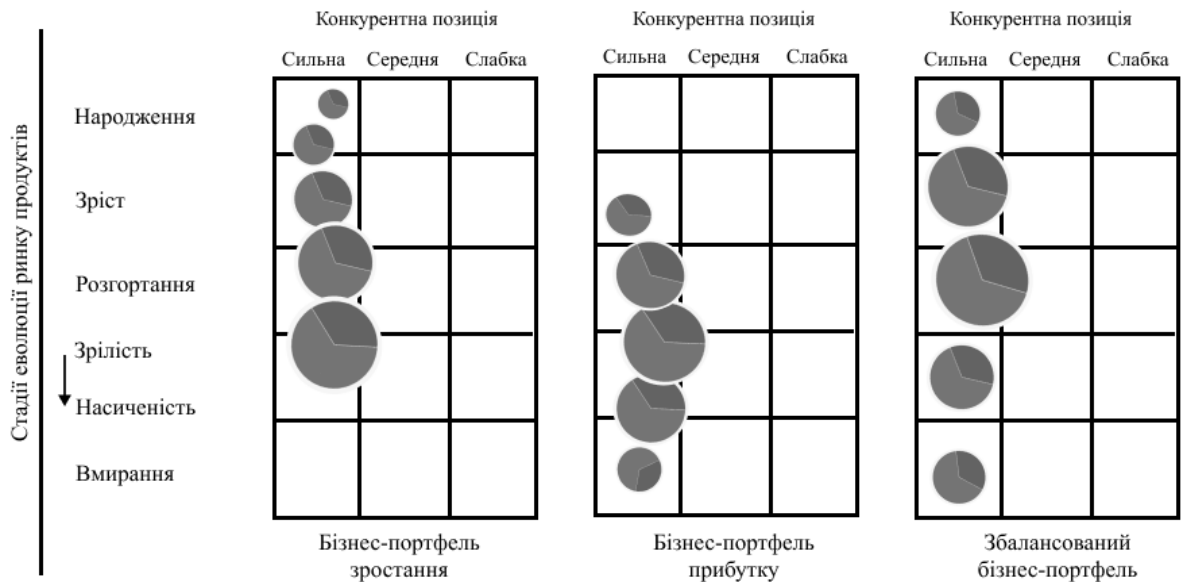 Конкурентна позиція
Конкурентна позиція
Конкурентна позиція
Сильна Середня Слабка
Сильна Середня Слабка
Сильна Середня Слабка
Стадії еволюції ринку продуктів
Народження
Зріст
Розгортання
Зрілість
Насиченість
Вмирання
Бізнес-портфель
зростання
Бізнес-портфель
прибутку
Збалансований
бізнес-портфель